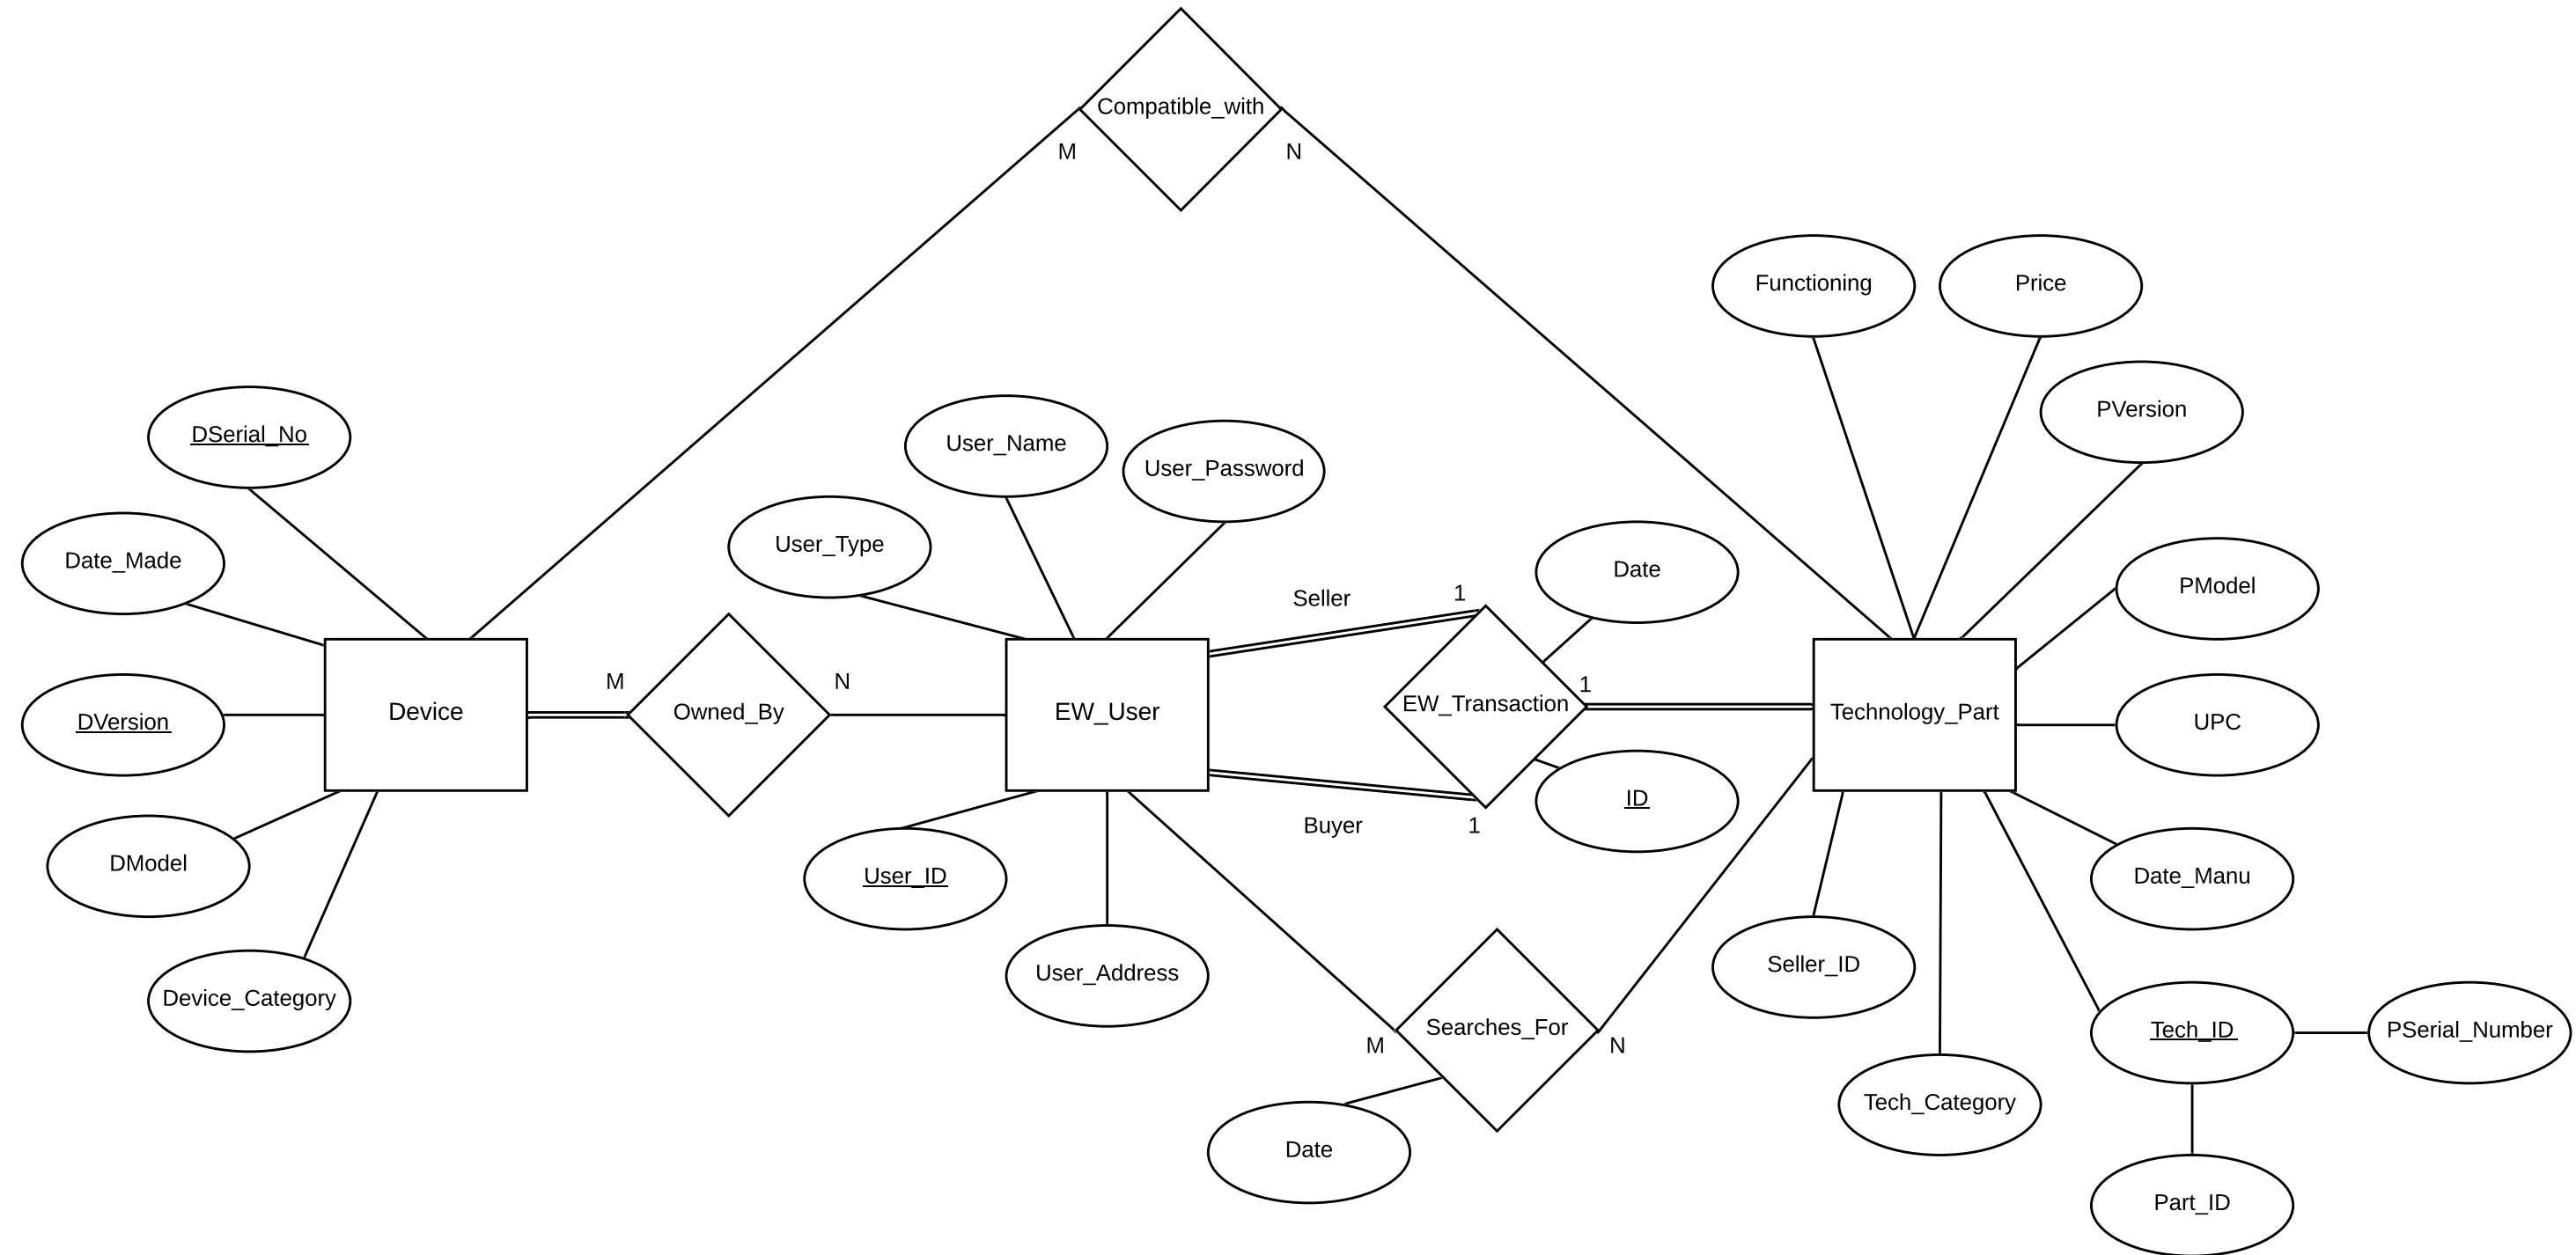 Compatible_with
M
N
Functioning
Price
PVersion
DSerial_No
User_Name
User_Password
Date_Made
User_Type
Date
PModel
Seller
1
M
N
1
Device
Owned_By
EW_User
EW_Transaction
Technology_Part
DVersion
UPC
ID
Buyer
1
DModel
User_ID
Date_Manu
User_Address
Seller_ID
Device_Category
Searches_For
M
N
Tech_ID
PSerial_Number
Tech_Category
Date
Part_ID